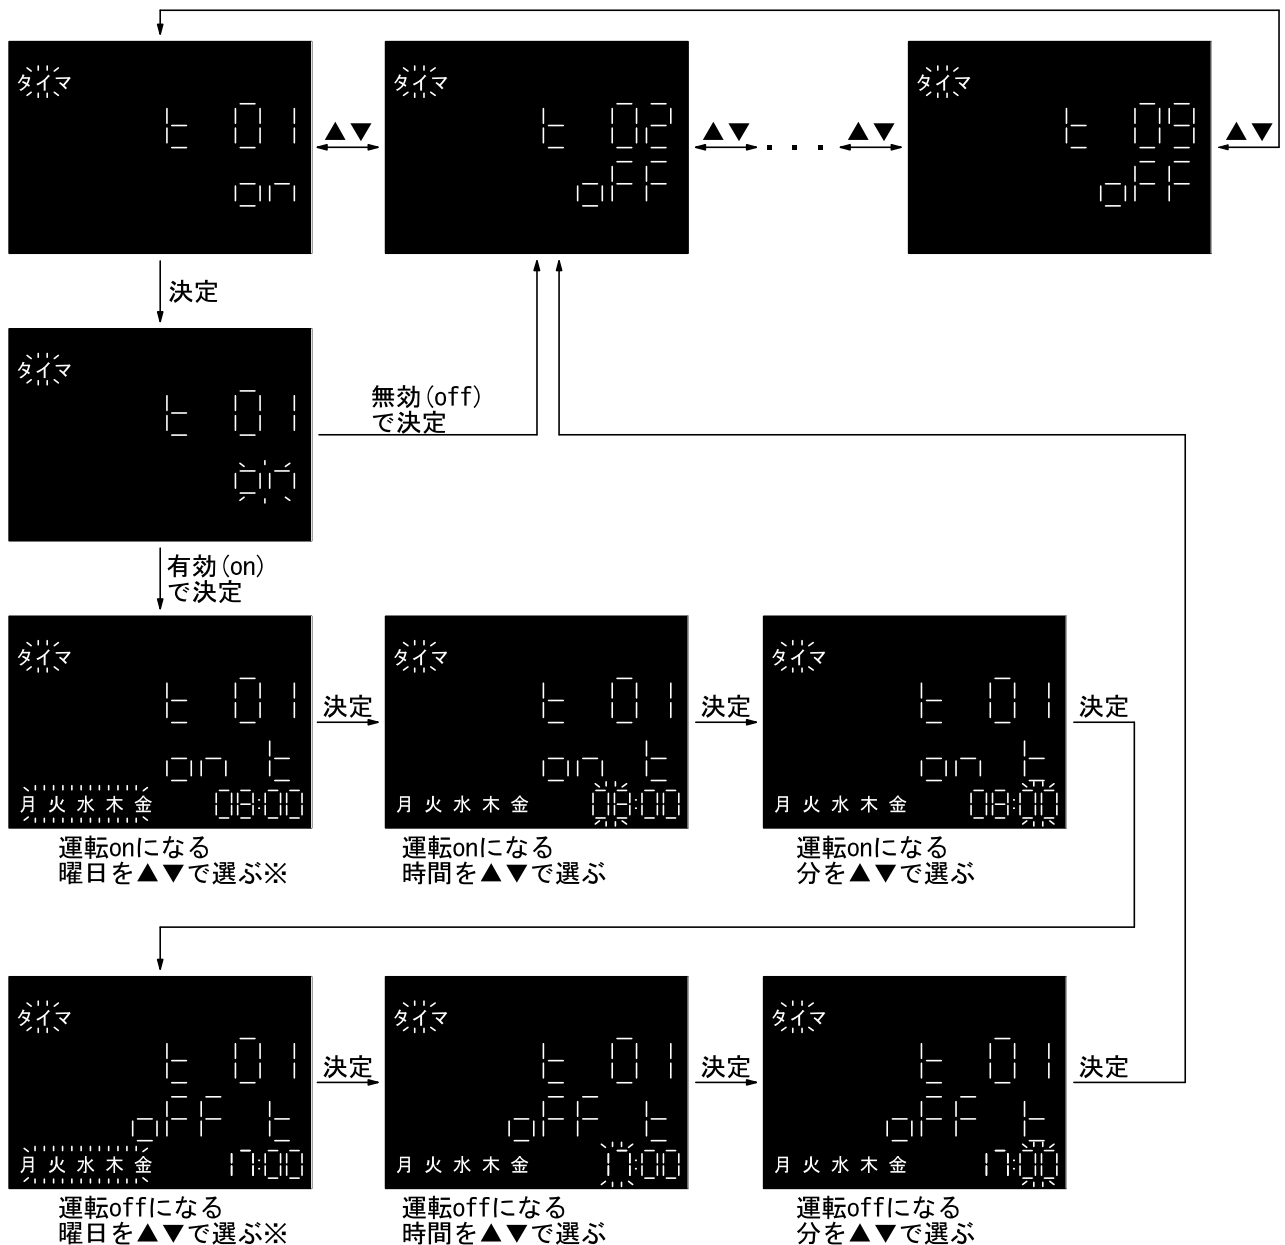 タイマ
t 01
on
▲▼
タイマ
t 02
oFF
▲▼
・・・
▲▼
タイマ
t 09
oFF
▲▼
決定
タイマ
t 01
on
無効(off)
で決定
有効(on)
で決定
タイマ
t 01
on t
月 火 水 木 金 08:00
運転onになる
曜日を▲▼で選ぶ※
決定
タイマ
t 01
on t
月 火 水 木 金 08:00
運転onになる
時間を▲▼で選ぶ
決定
タイマ
t 01
on t
月 火 水 木 金 08:00
運転onになる
分を▲▼で選ぶ
決定
タイマ
t 01
oFF t
月 火 水 木 金 17:00
運転offになる
曜日を▲▼で選ぶ※
決定
タイマ
t 01
oFF t
月 火 水 木 金 17:00
運転offになる
時間を▲▼で選ぶ
決定
タイマ
t 01
oFF t
月 火 水 木 金 17:00
運転offになる
分を▲▼で選ぶ
決定